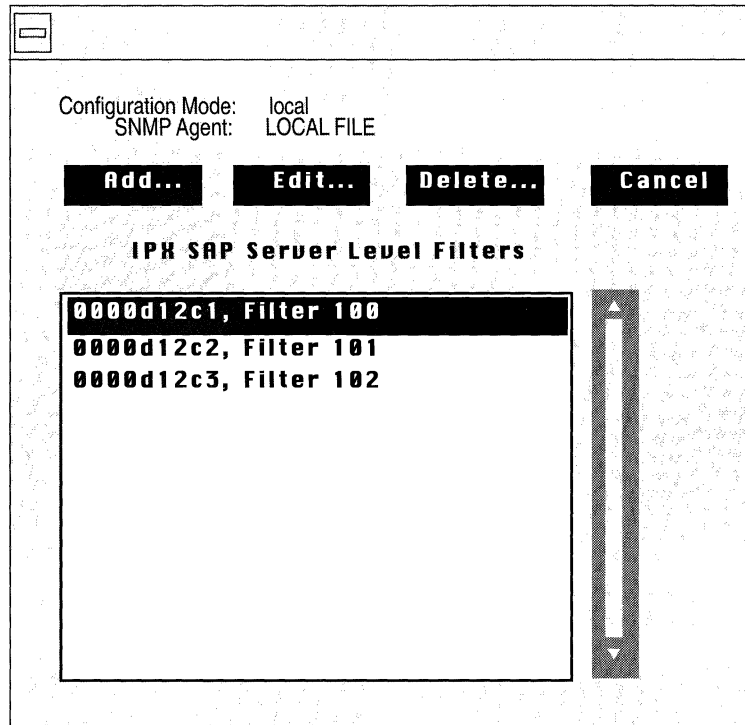 Configuration Mode: local
SNMP Agent: LOCAL FILE
Add... Edit... Delete... Cancel
IPX SAP Server Level Filters
0000d12c1, Filter 100
0000d12c2, Filter 101
0000d12c3, Filter 102